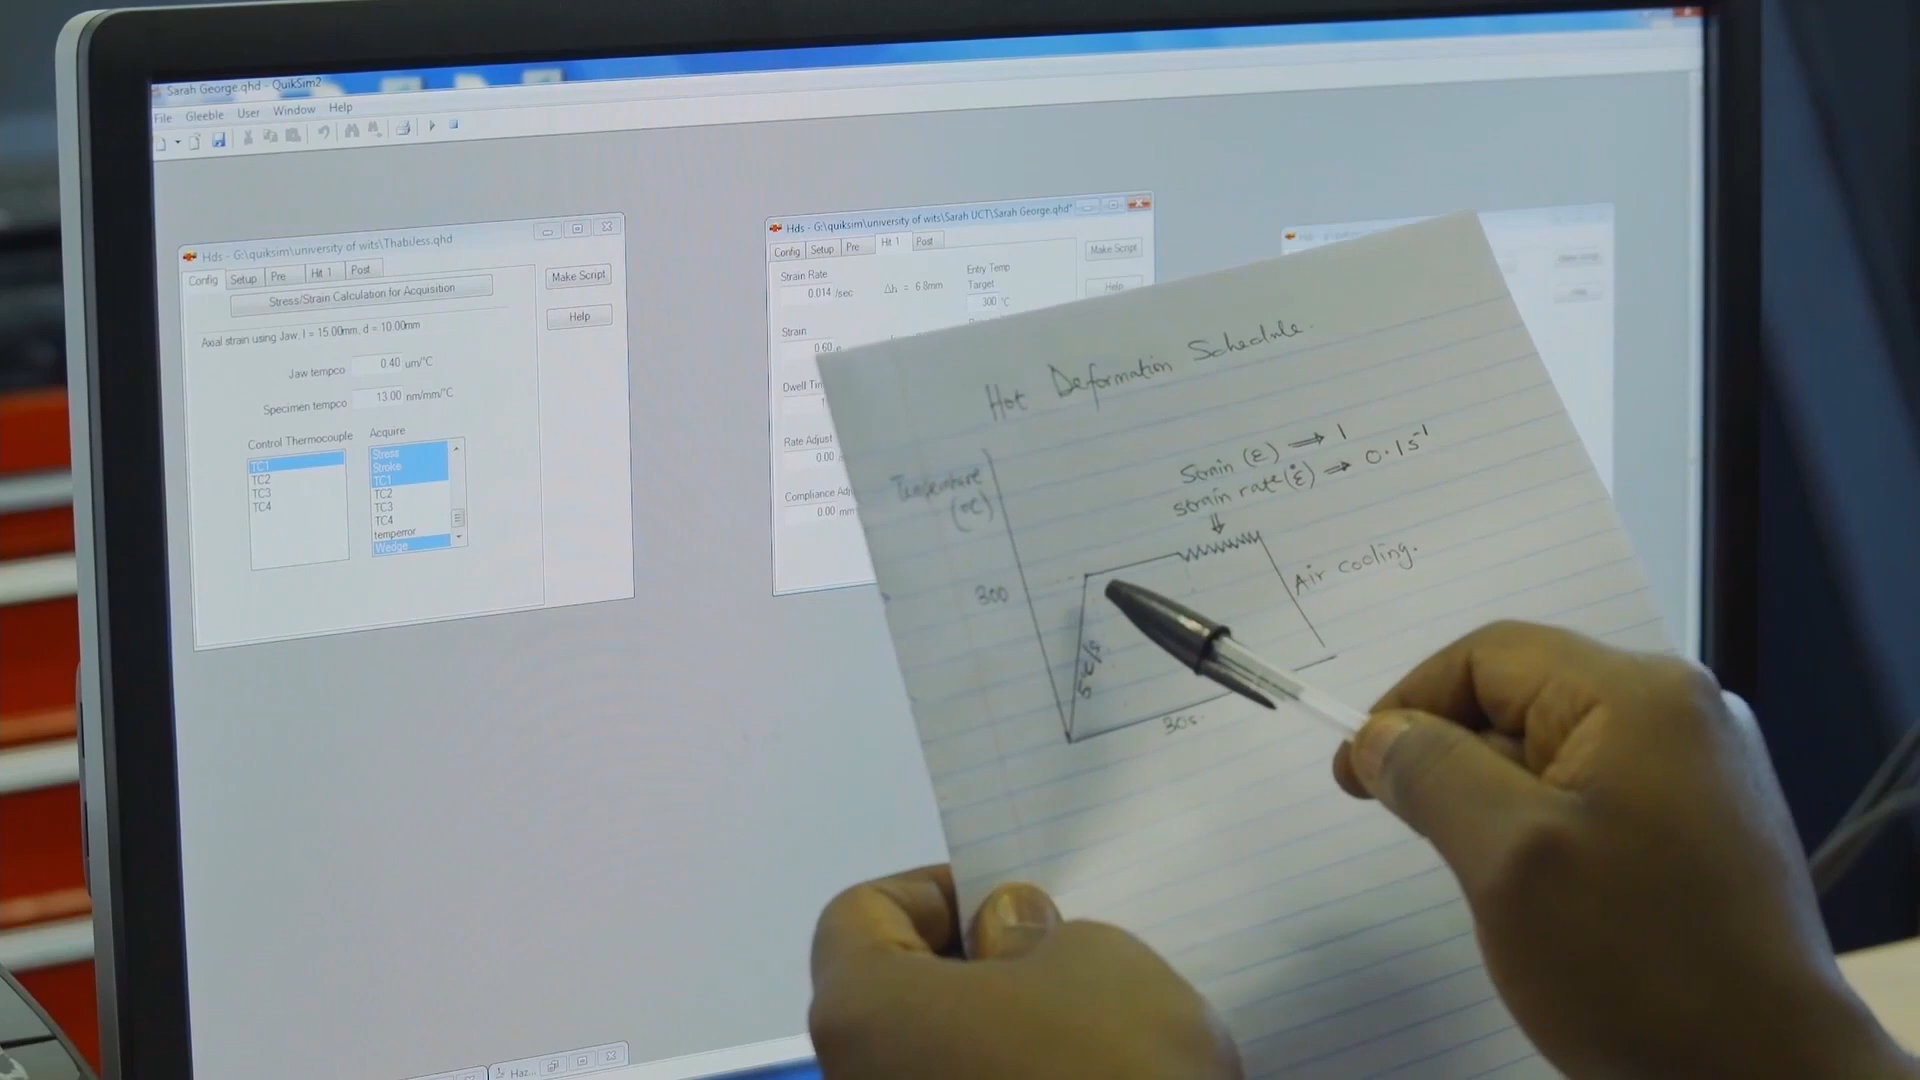 Sarah George.qhd - QuikSim2
File Gleeble User Window Help
Hds - G:\quiksim\university of wits\ThabiJess.qhd
Config Setup Pre Hit 1 Post
Make Script
Stress/Strain Calculation for Acquisition
Help
Axial strain using Jaw, l = 15.00mm, d = 10.00mm
Jaw tempco 0.40 um/°C
Specimen tempco 13.00 nm/mm/°C
Control Thermocouple
TC1
TC2
TC3
TC4
Acquire
Stress
Stroke
TC1
TC2
TC3
TC4
temperror
Wedge
Hds - G:\quiksim\university of wits\Sarah UCT\Sarah George.qhd*
Config Setup Pre Hit 1 Post
Make Script
Help
Strain Rate
0.014 /sec
Δh = 6.8mm
Entry Temp
Target
300 °C
Strain
0.60
Dwell
Rate Adjust
0.00
Compliance
0.00 mm
Hot Deformation Schedule.
Temperature
(°C)
Strain (ε) ⟹ 1
strain rate (ε̇) ⟹ 0.1 s⁻¹
⇓
300
Air cooling.
5°C/s
30s.
Haz...